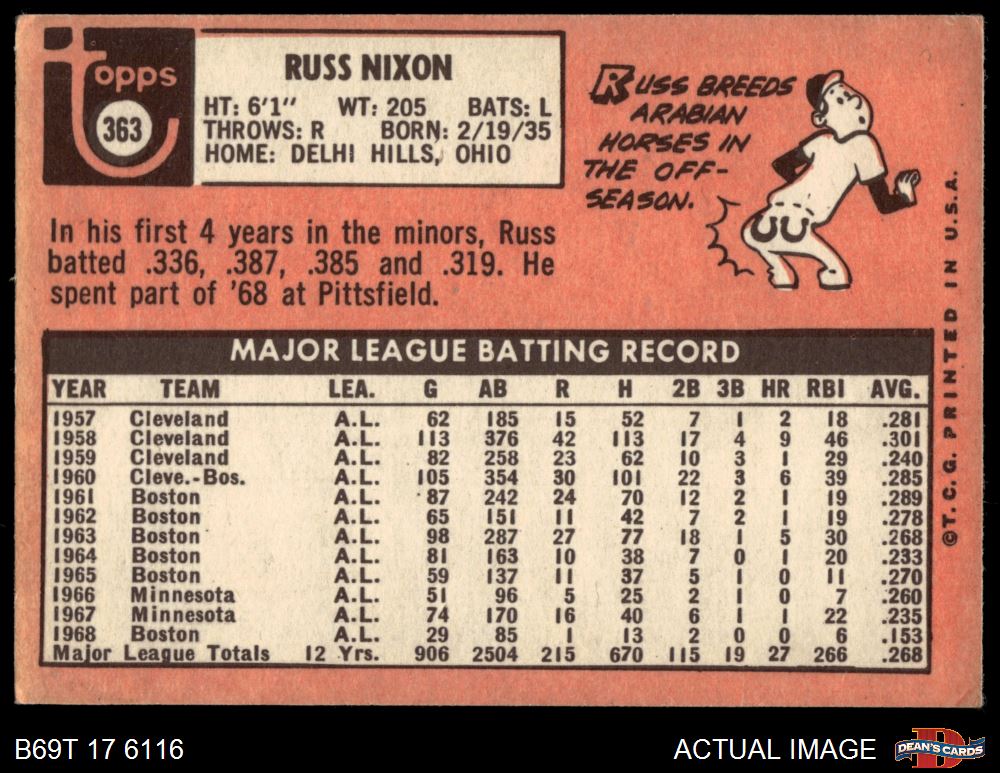 Topps
363
RUSS NIXON
HT: 6'1" WT: 205 BATS: L
THROWS: R BORN: 2/19/35
HOME: DELHI HILLS, OHIO
RUSS BREEDS
ARABIAN
HORSES IN
THE OFF-
SEASON.
In his first 4 years in the minors, Russ
batted .336, .387, .385 and .319. He
spent part of '68 at Pittsfield.
MAJOR LEAGUE BATTING RECORD
YEAR TEAM LEA. G AB R H 2B 3B HR RBI AVG.
1957 Cleveland A.L. 62 185 15 52 7 1 2 18 .281
1958 Cleveland A.L. 113 376 42 113 17 4 9 46 .301
1959 Cleveland A.L. 82 258 23 62 10 3 1 29 .240
1960 Cleve.-Bos. A.L. 105 354 30 101 22 3 6 39 .285
1961 Boston A.L. 87 242 24 70 12 2 1 19 .289
1962 Boston A.L. 65 151 11 42 7 2 1 19 .278
1963 Boston A.L. 98 287 27 77 18 1 5 30 .268
1964 Boston A.L. 81 163 10 38 7 0 1 20 .233
1965 Boston A.L. 59 137 11 37 5 1 0 11 .270
1966 Minnesota A.L. 51 96 5 25 2 1 0 7 .260
1967 Minnesota A.L. 74 170 16 40 6 1 1 22 .235
1968 Boston A.L. 29 85 1 13 2 0 0 6 .153
Major League Totals 12 Yrs. 906 2504 215 670 115 19 27 266 .268
©T. C. G. PRINTED IN U.S.A.
B69T 17 6116
ACTUAL IMAGE
DEAN'S CARDS